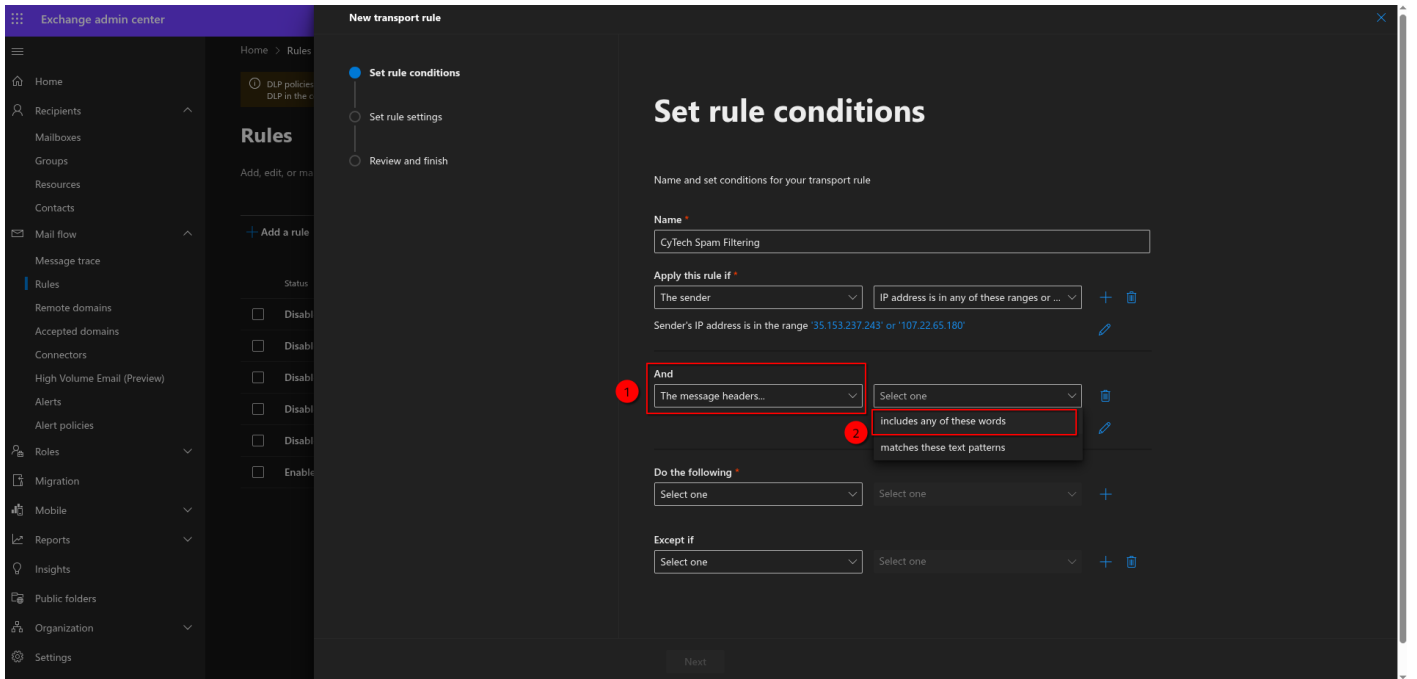 Exchange admin center
New transport rule
Home
Recipients
Mailboxes
Groups
Resources
Contacts
Mail flow
Message trace
Rules
Remote domains
Accepted domains
Connectors
High Volume Email (Preview)
Alerts
Alert policies
Roles
Migration
Mobile
Reports
Insights
Public folders
Organization
Settings
Home > Rules
DLP policies
DLP in the
Rules
Add, edit, or ma
Add a rule
Status
Disabl
Disabl
Disabl
Disabl
Disabl
Enable
Set rule conditions
Set rule settings
Review and finish
Set rule conditions
Name and set conditions for your transport rule
Name *
CyTech Spam Filtering
Apply this rule if *
The sender IP address is in any of these ranges or ...
Sender's IP address is in the range '35.153.237.243' or '107.22.65.180'
And
1 The message headers... Select one
2 includes any of these words
matches these text patterns
Do the following *
Select one Select one
Except if
Select one Select one
Next